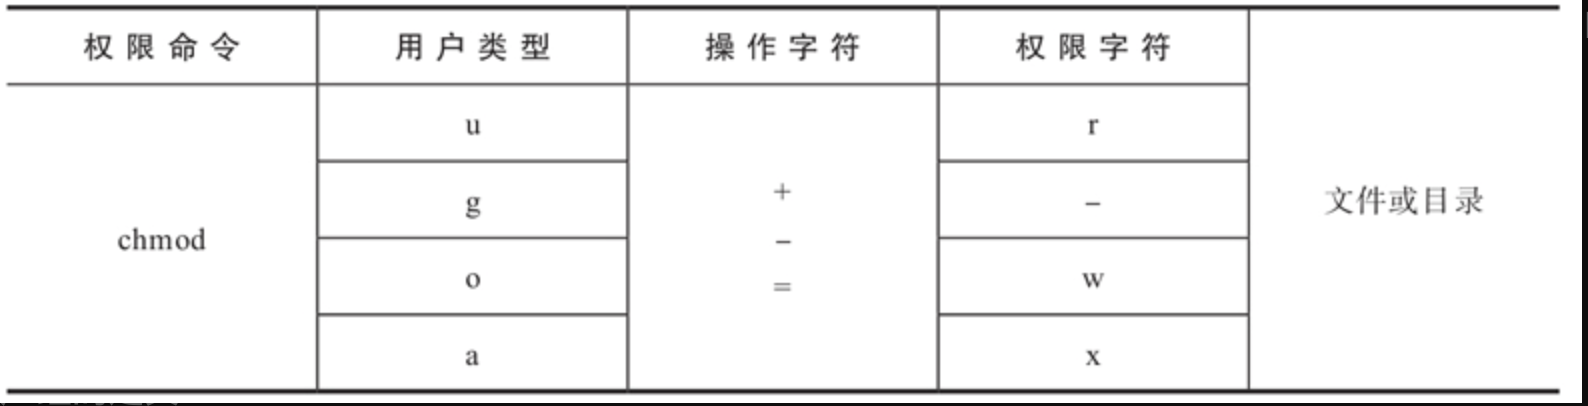 权限命令 用户类型 操作字符 权限字符
u r
g + - 文件或目录
chmod -
o = w
a x